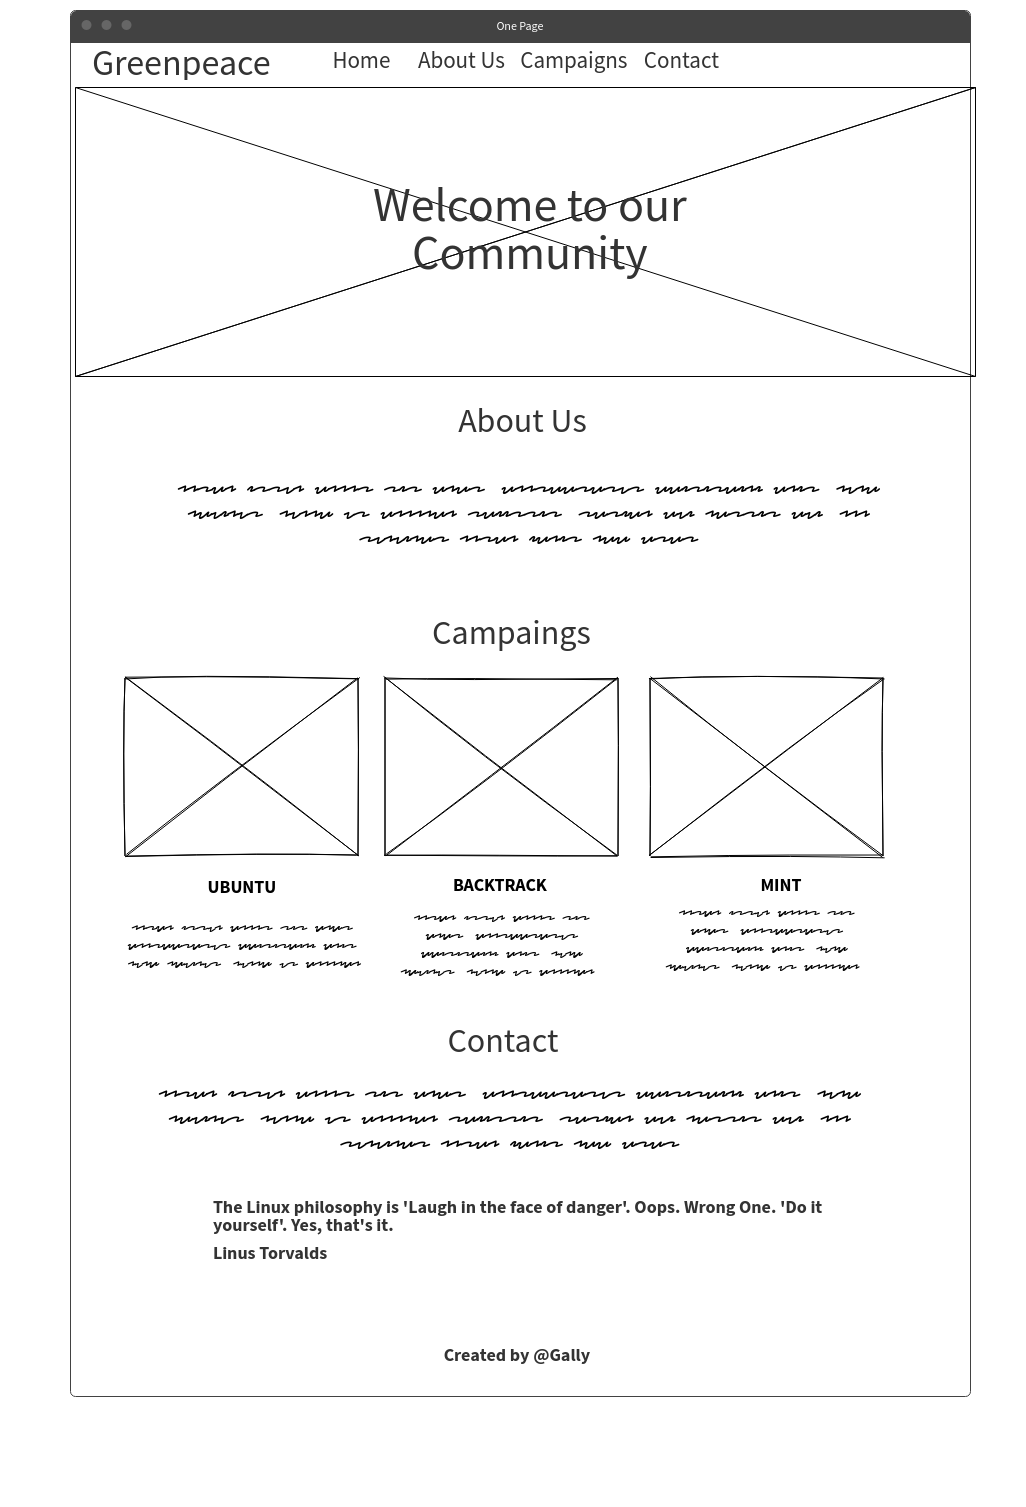 One Page
Greenpeace
Home About Us Campaigns Contact
Welcome to our
Community
About Us
Campaings
UBUNTU
BACKTRACK
MINT
Contact
The Linux philosophy is 'Laugh in the face of danger'. Oops. Wrong One. 'Do it
yourself'. Yes, that's it.
Linus Torvalds
Created by @Gally